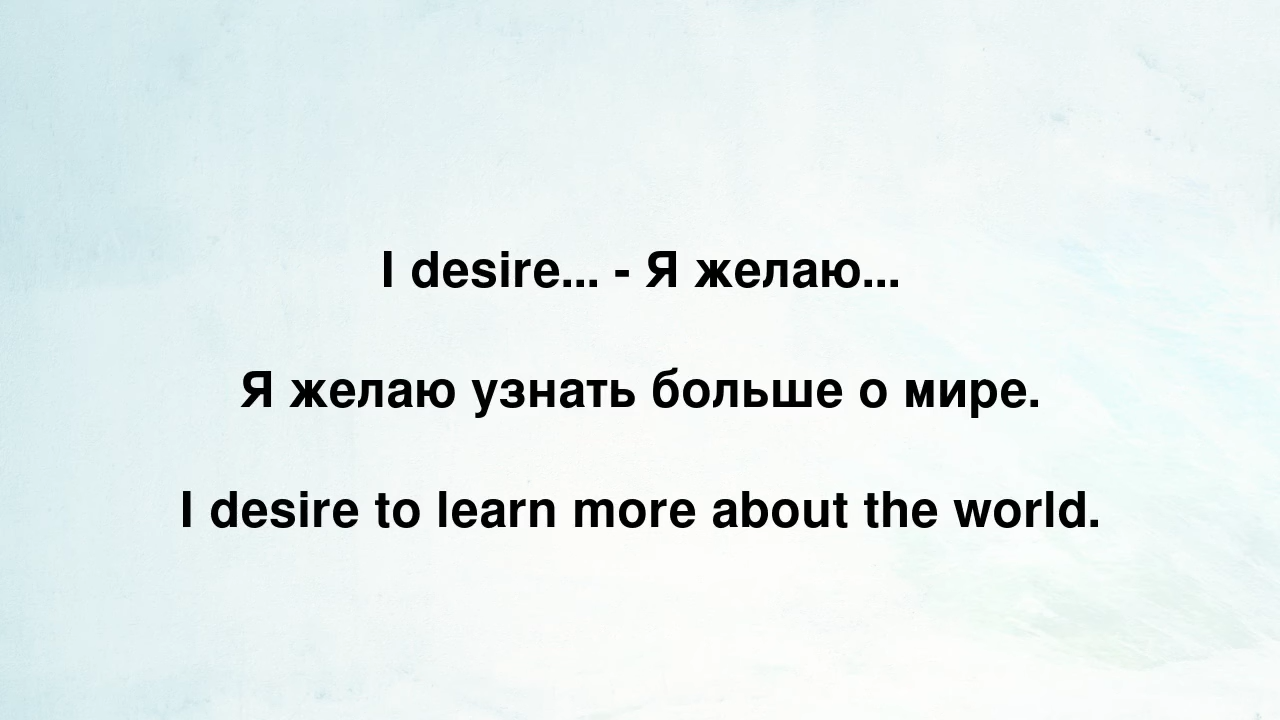 I desire... - Я желаю...
Я желаю узнать больше о мире.
I desire to learn more about the world.